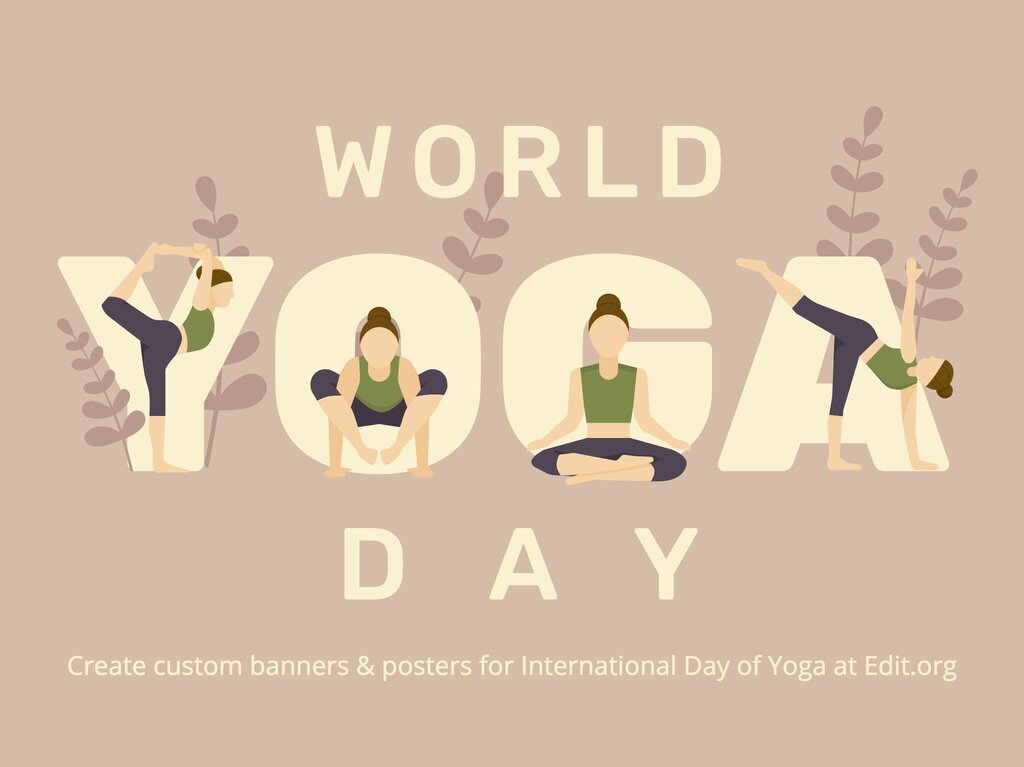 WORLD
YOGA
DAY
Create custom banners & posters for International Day of Yoga at Edit.org